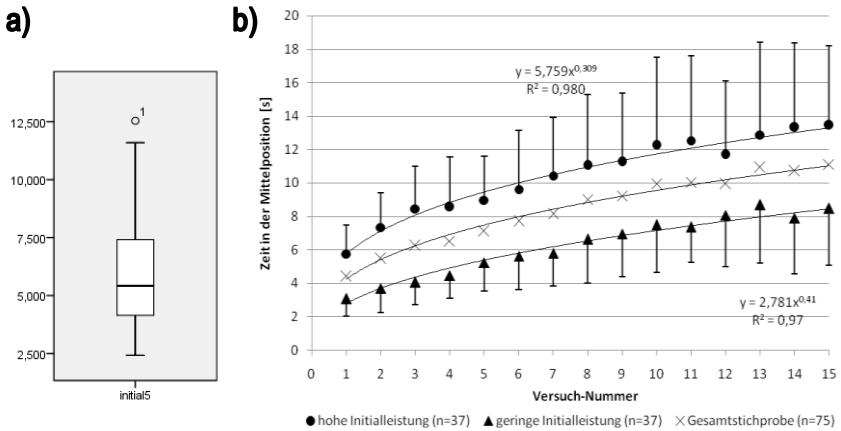 a)
1
12,500
10,000
7,500
5,000
2,500
initial5
b)
Zeit in der Mittelposition [s]
20
18
16
14
12
10
8
6
4
2
0
y = 5,759x^0,309
R² = 0,980
y = 2,781x^0,41
R² = 0,97
0 1 2 3 4 5 6 7 8 9 10 11 12 13 14 15
Versuch-Nummer
hohe Initialleistung (n=37) geringe Initialleistung (n=37) Gesamtstichprobe (n=75)